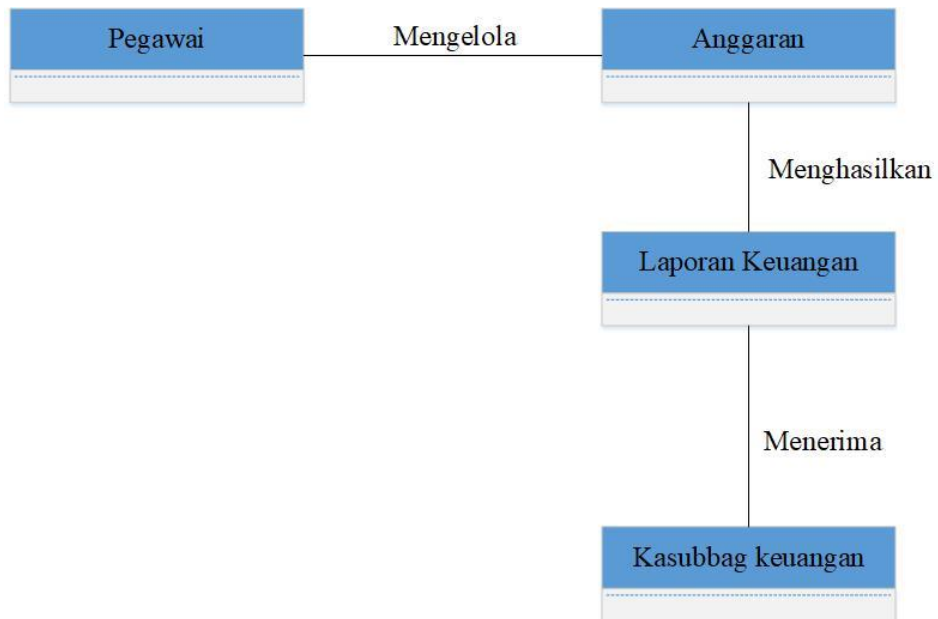 Pegawai
Mengelola
Anggaran
Menghasilkan
Laporan Keuangan
Menerima
Kasubbag keuangan